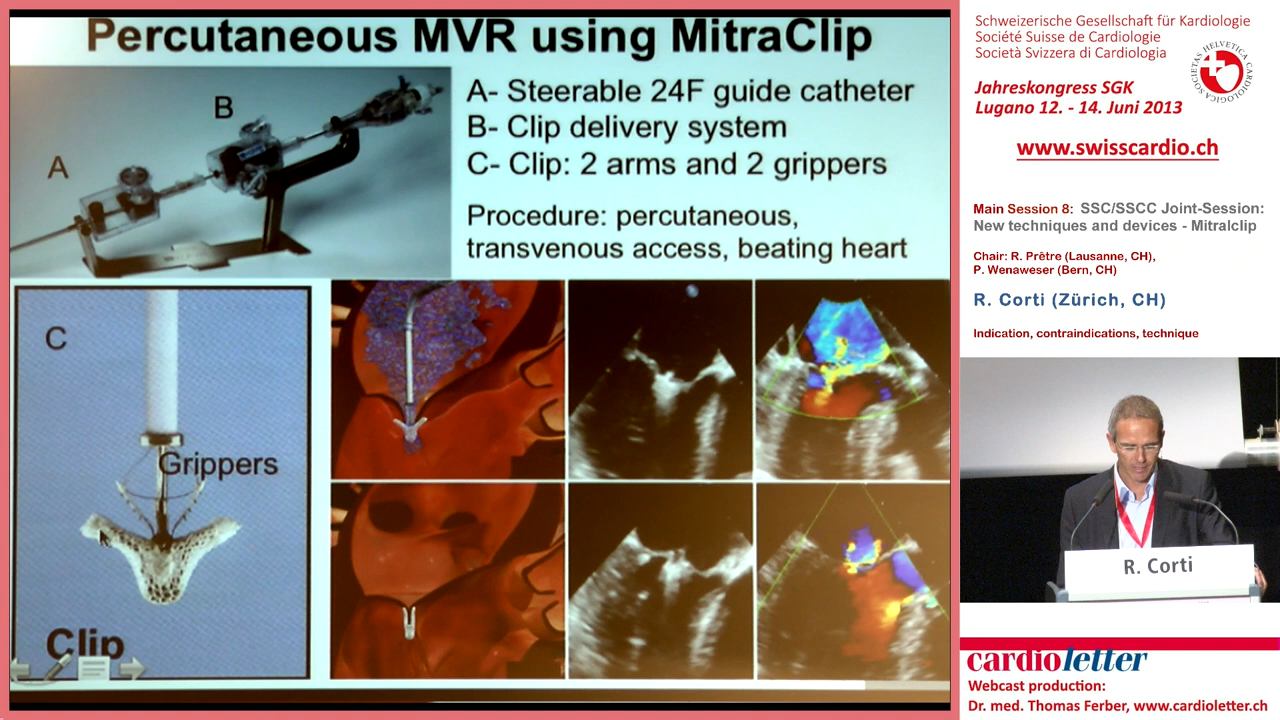 Percutaneous MVR using MitraClip
A
B
A- Steerable 24F guide catheter
B- Clip delivery system
C- Clip: 2 arms and 2 grippers
Procedure: percutaneous,
transvenous access, beating heart
C
Grippers
Clip
Schweizerische Gesellschaft für Kardiologie
Société Suisse de Cardiologie
Società Svizzera di Cardiologia
SOCIETAS HELVETICA CARDIOLOGICA
Jahreskongress SGK
Lugano 12. - 14. Juni 2013
www.swisscardio.ch
Main Session 8: SSC/SSCC Joint-Session:
New techniques and devices - Mitralclip
Chair: R. Prêtre (Lausanne, CH),
P. Wenaweser (Bern, CH)
R. Corti (Zürich, CH)
Indication, contraindications, technique
R. Corti
cardioletter
Webcast production:
Dr. med. Thomas Ferber, www.cardioletter.ch